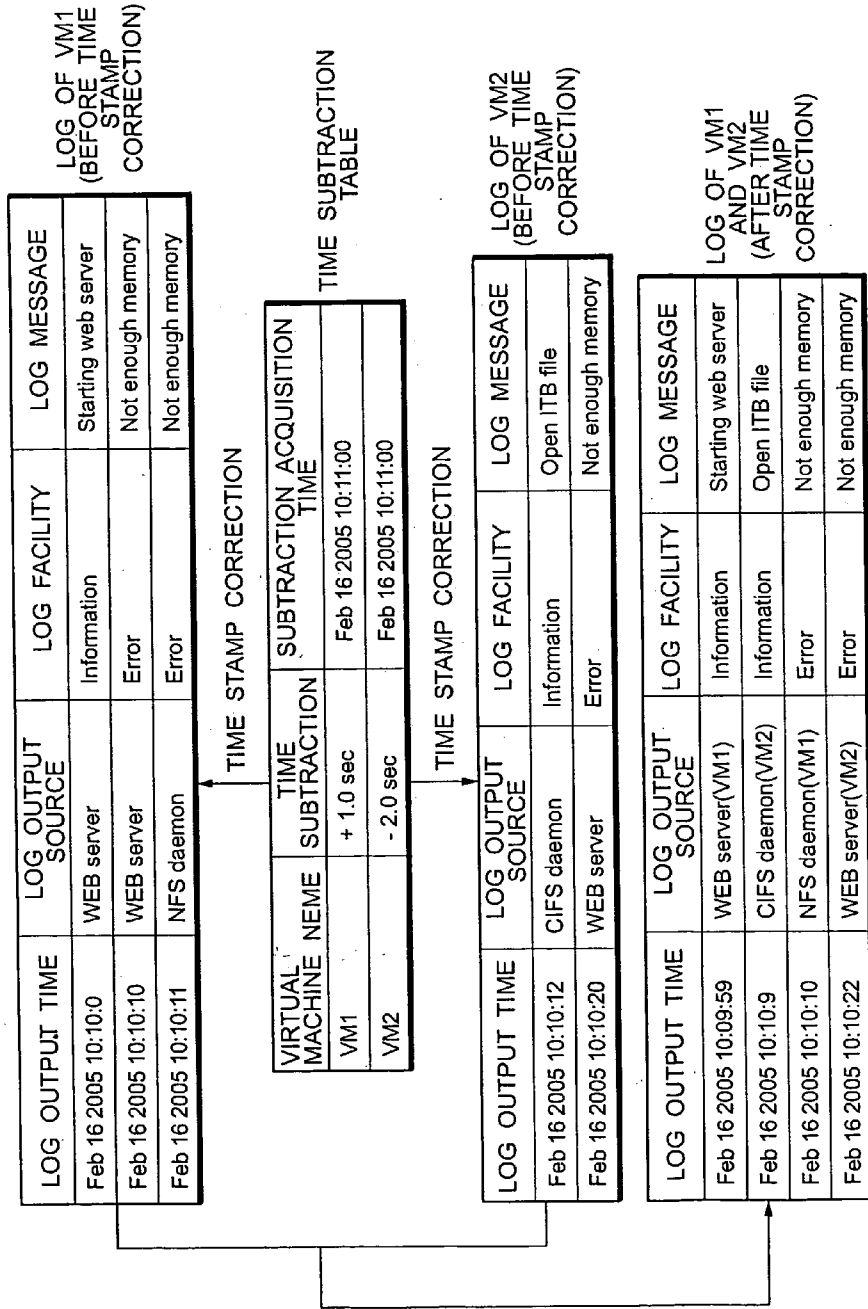 LOG OUTPUT TIME LOG OUTPUT SOURCE LOG FACILITY LOG MESSAGE
Feb 16 2005 10:10:0 WEB server Information Starting web server
Feb 16 2005 10:10:10 WEB server Error Not enough memory
Feb 16 2005 10:10:11 NFS daemon Error Not enough memory
LOG OF VM1
(BEFORE TIME
STAMP
CORRECTION)
TIME STAMP CORRECTION
VIRTUAL MACHINE NEME TIME SUBTRACTION SUBTRACTION ACQUISITION TIME
VM1 + 1.0 sec Feb 16 2005 10:11:00
VM2 - 2.0 sec Feb 16 2005 10:11:00
TIME SUBTRACTION
TABLE
TIME STAMP CORRECTION
LOG OUTPUT TIME LOG OUTPUT SOURCE LOG FACILITY LOG MESSAGE
Feb 16 2005 10:10:12 CIFS daemon Information Open ITB file
Feb 16 2005 10:10:20 WEB server Error Not enough memory
LOG OF VM2
(BEFORE TIME
STAMP
CORRECTION)
LOG OUTPUT TIME LOG OUTPUT SOURCE LOG FACILITY LOG MESSAGE
Feb 16 2005 10:09:59 WEB server(VM1) Information Starting web server
Feb 16 2005 10:10:9 CIFS daemon(VM2) Information Open ITB file
Feb 16 2005 10:10:10 NFS daemon(VM1) Error Not enough memory
Feb 16 2005 10:10:22 WEB server(VM2) Error Not enough memory
LOG OF VM1
AND VM2
(AFTER TIME
STAMP
CORRECTION)